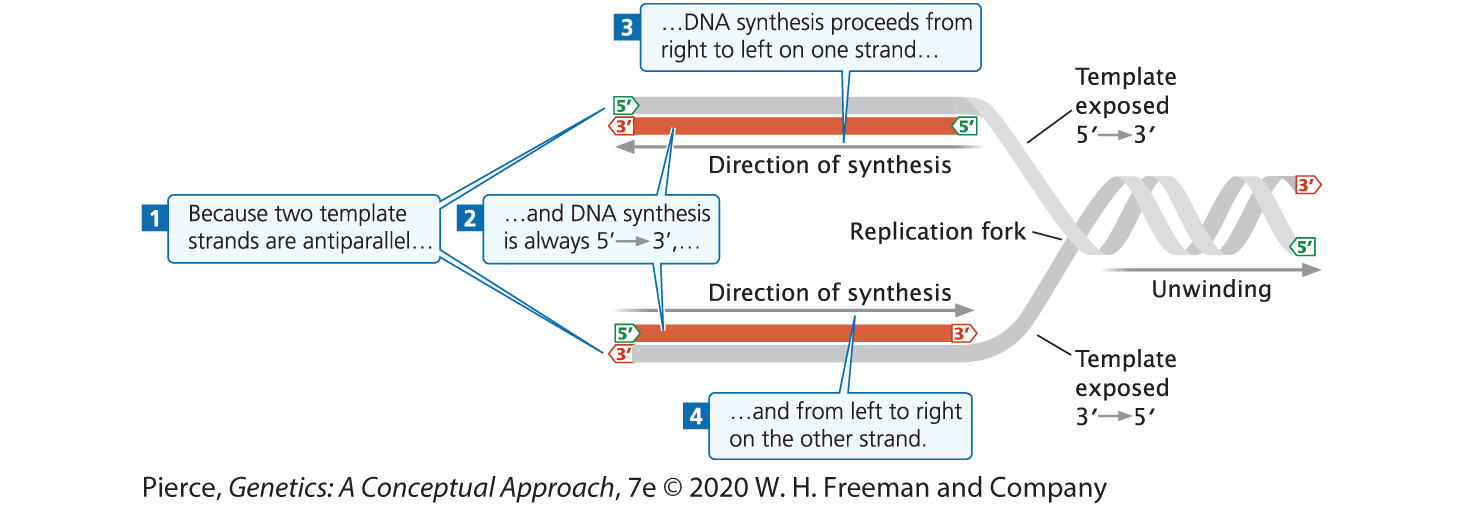 3
…DNA synthesis proceeds from
right to left on one strand…
Template
exposed
5′→3′
5′
3′
5′
Direction of synthesis
1
Because two template
strands are antiparallel…
2
…and DNA synthesis
is always 5′→3′,…
Replication fork
3′
5′
Unwinding
Direction of synthesis
5′
3′
3′
Template
exposed
3′→5′
4
…and from left to right
on the other strand.
Pierce, Genetics: A Conceptual Approach, 7e © 2020 W. H. Freeman and Company